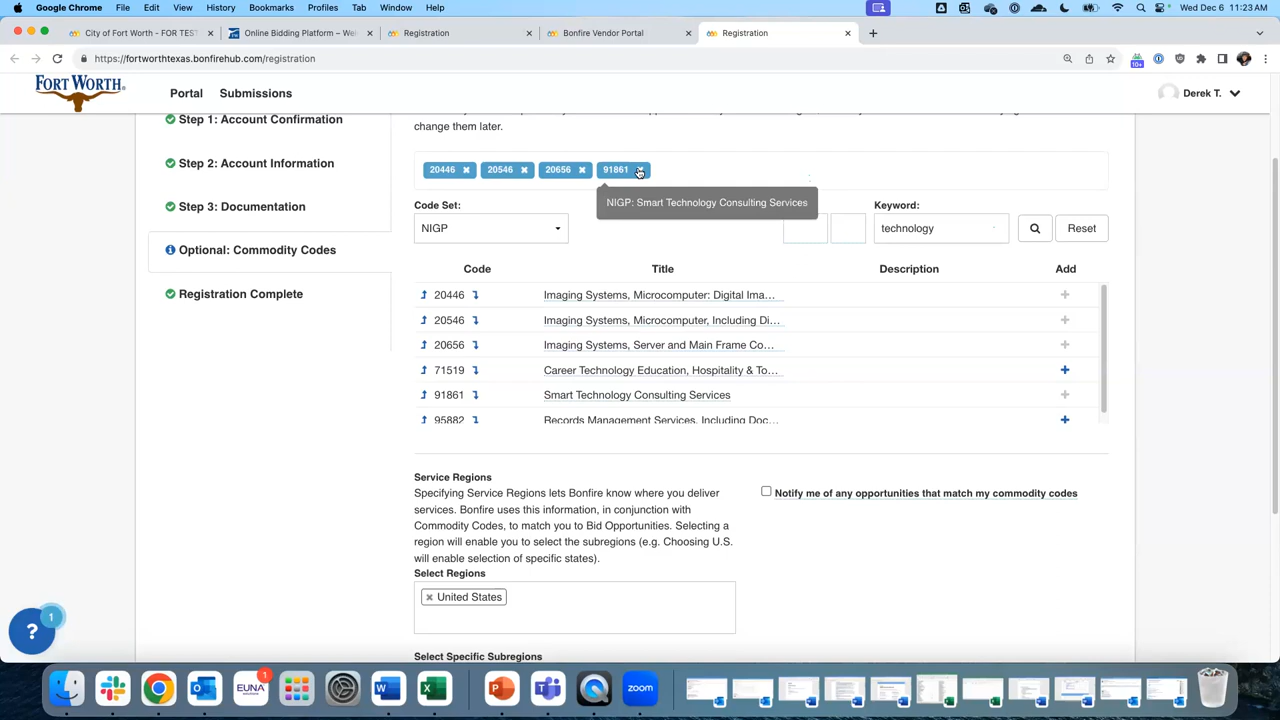 Google Chrome File Edit View History Bookmarks Profiles Tab Window Help Wed Dec 6 11:23 AM
City of Fort Worth - FOR TEST
Online Bidding Platform – We
Registration
Bonfire Vendor Portal
Registration
https://fortworthtexas.bonfirehub.com/registration
10+
FORT WORTH.
Portal Submissions
Derek T.
Step 1: Account Confirmation
Step 2: Account Information
Step 3: Documentation
Optional: Commodity Codes
Registration Complete
change them later.
20446 20546 20656 91861
NIGP: Smart Technology Consulting Services
Code Set: Keyword:
NIGP technology Reset
Code Title Description Add
20446 Imaging Systems, Microcomputer: Digital Ima...
20546 Imaging Systems, Microcomputer, Including Di...
20656 Imaging Systems, Server and Main Frame Co...
71519 Career Technology Education, Hospitality & To...
91861 Smart Technology Consulting Services
95882 Records Management Services, Including Doc...
Service Regions
Specifying Service Regions lets Bonfire know where you deliver
services. Bonfire uses this information, in conjunction with
Commodity Codes, to match you to Bid Opportunities. Selecting a
region will enable you to select the subregions (e.g. Choosing U.S.
will enable selection of specific states).
Notify me of any opportunities that match my commodity codes
Select Regions
United States
Select Specific Subregions
? 1
EUNA 1
zoom